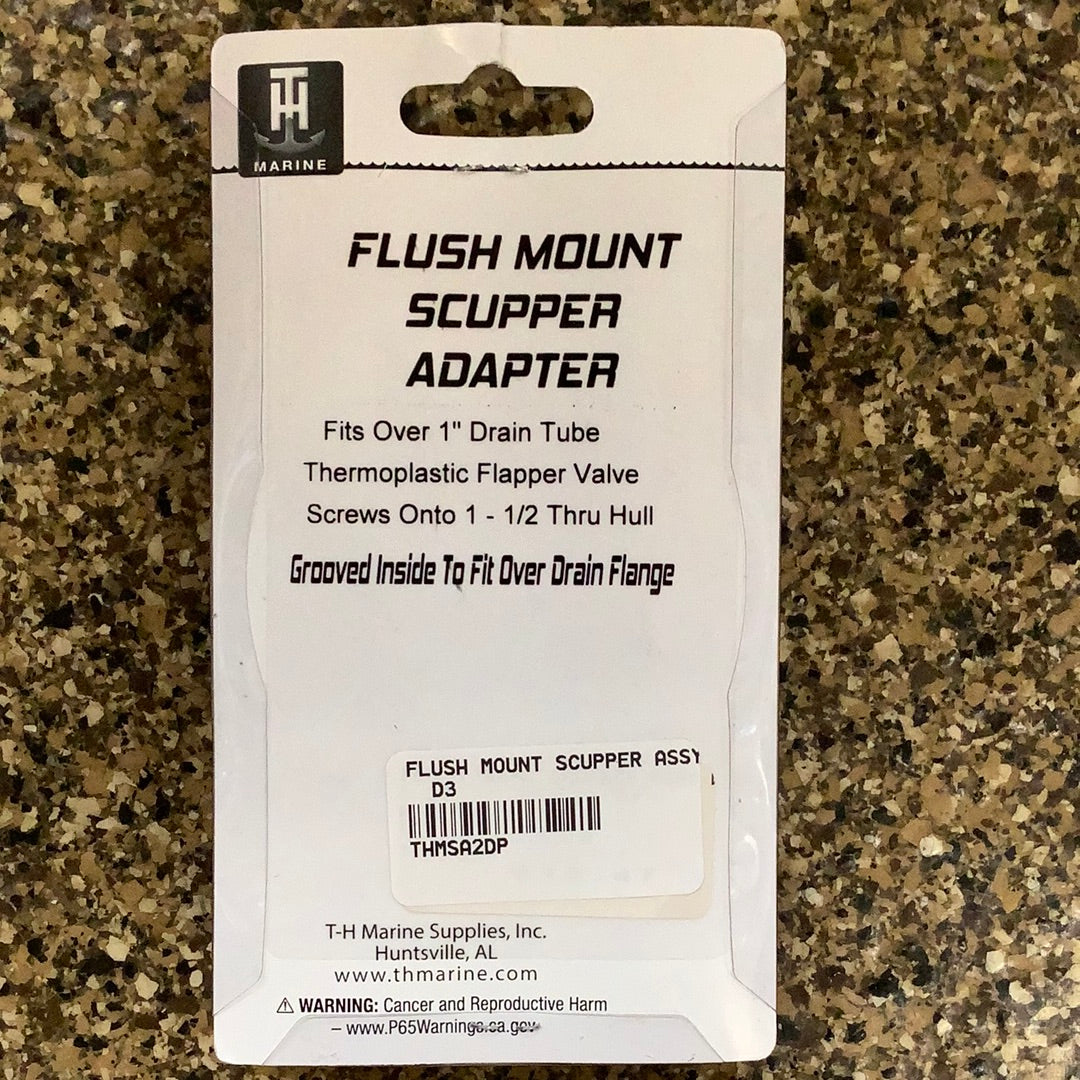 TH
MARINE
FLUSH MOUNT
SCUPPER
ADAPTER
Fits Over 1" Drain Tube
Thermoplastic Flapper Valve
Screws Onto 1 - 1/2 Thru Hull
Grooved Inside To Fit Over Drain Flange
FLUSH MOUNT SCUPPER ASSY
D3
THMSA2DP
T-H Marine Supplies, Inc.
Huntsville, AL
www.thmarine.com
⚠ WARNING: Cancer and Reproductive Harm
– www.P65Warnings.ca.gov